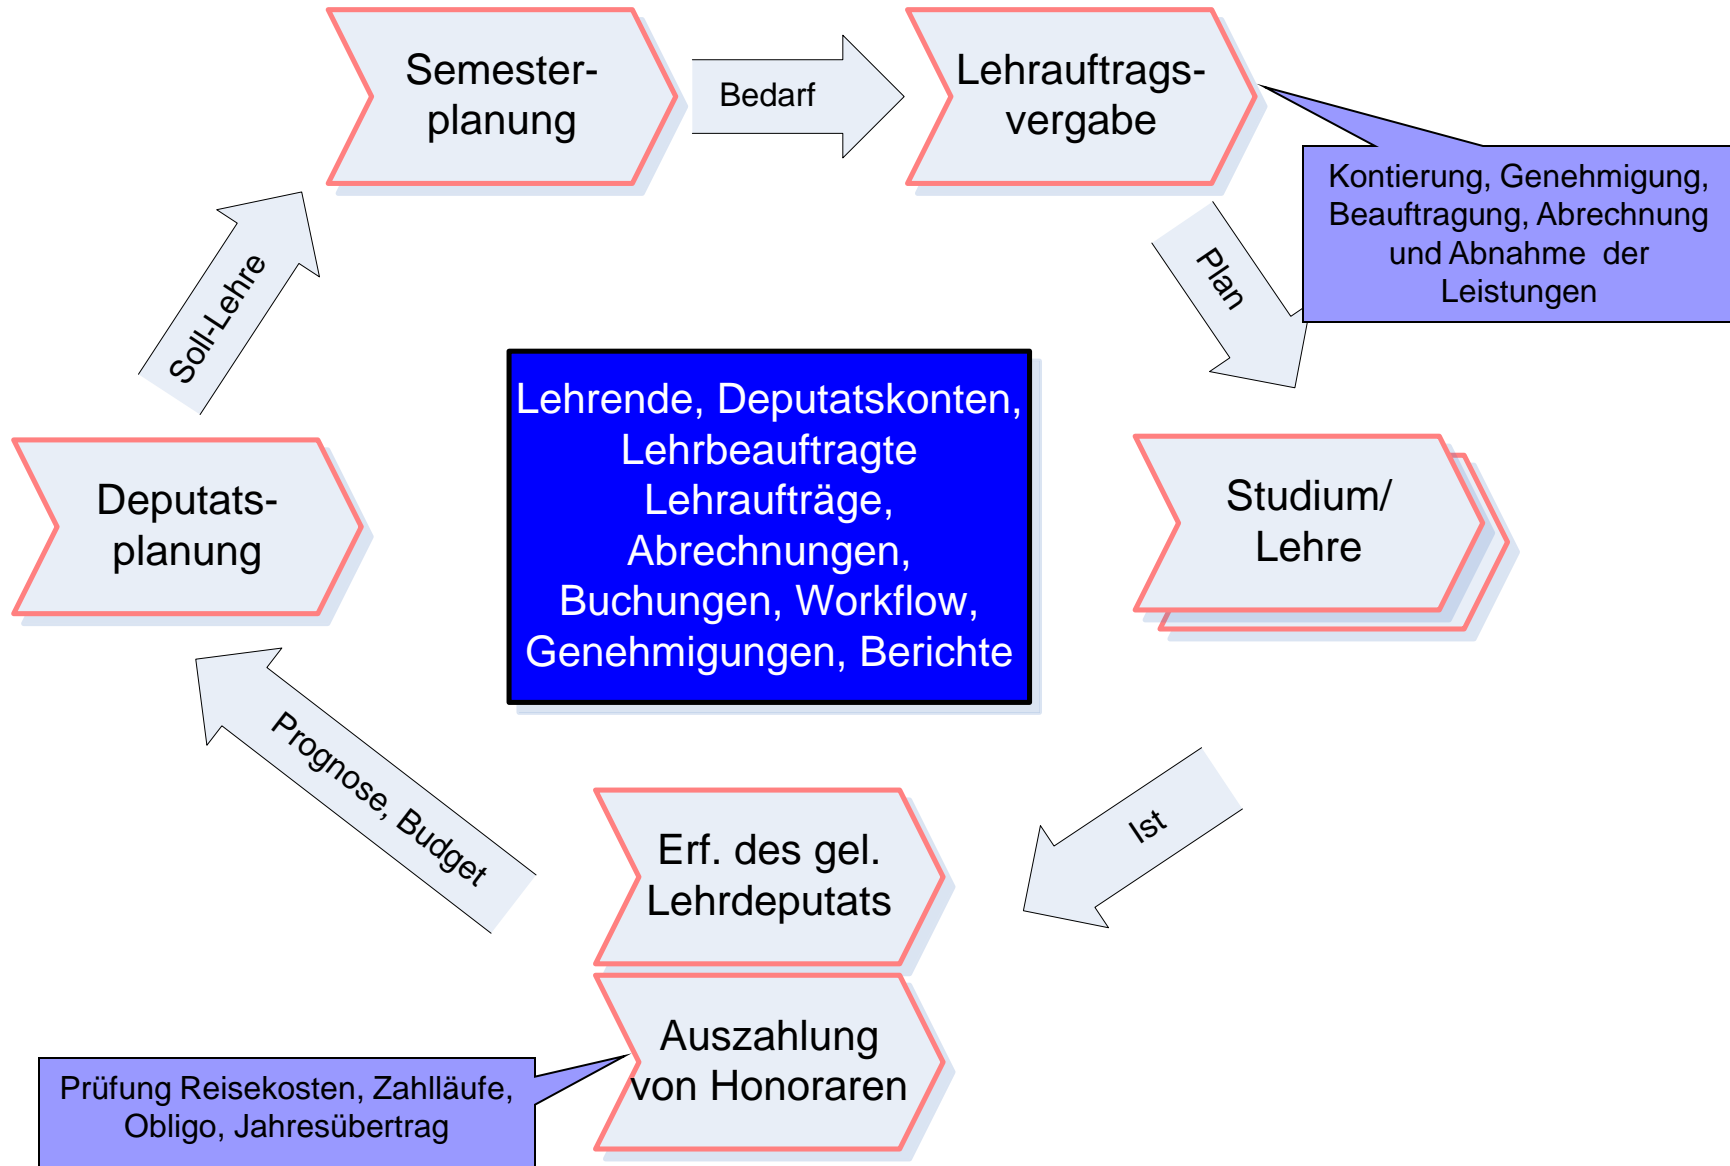 Semester-
planung
Bedarf
Lehrauftrags-
vergabe
Kontierung, Genehmigung,
Beauftragung, Abrechnung
und Abnahme  der
Leistungen
Soll-Lehre
Plan
Lehrende, Deputatskonten,
Lehrbeauftragte
Lehraufträge,
Abrechnungen,
Buchungen, Workflow,
Genehmigungen, Berichte
Deputats-
planung
Studium/
Lehre
Prognose, Budget
Ist
Erf. des gel.
Lehrdeputats
Auszahlung
von Honoraren
Prüfung Reisekosten, Zahlläufe,
Obligo, Jahresübertrag